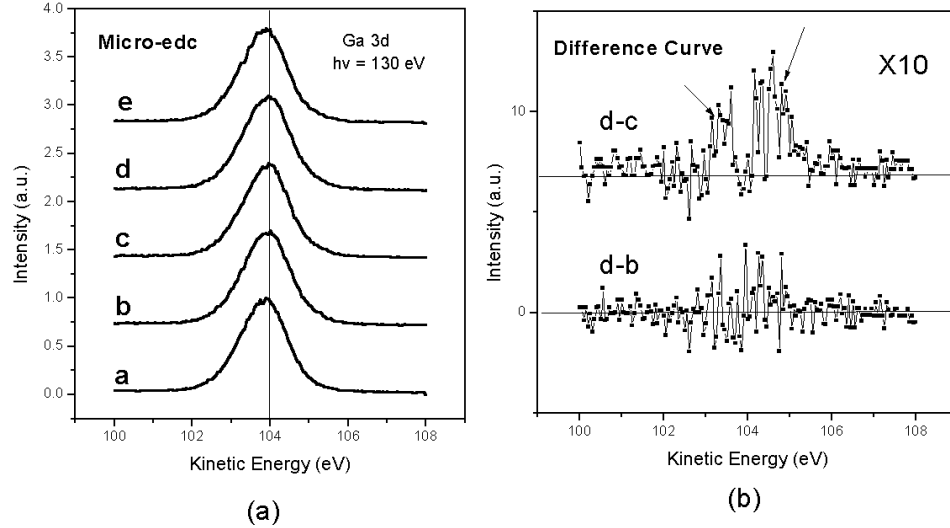 4.0
3.5
3.0
2.5
2.0
1.5
1.0
0.5
0.0
Intensity (a.u.)
Micro-edc
Ga 3d
hν = 130 eV
e
d
c
b
a
100 102 104 106 108
Kinetic Energy (eV)
(a)
10
0
Intensity (a.u.)
Difference Curve
X10
d-c
d-b
100 102 104 106 108
Kinetic Energy (eV)
(b)